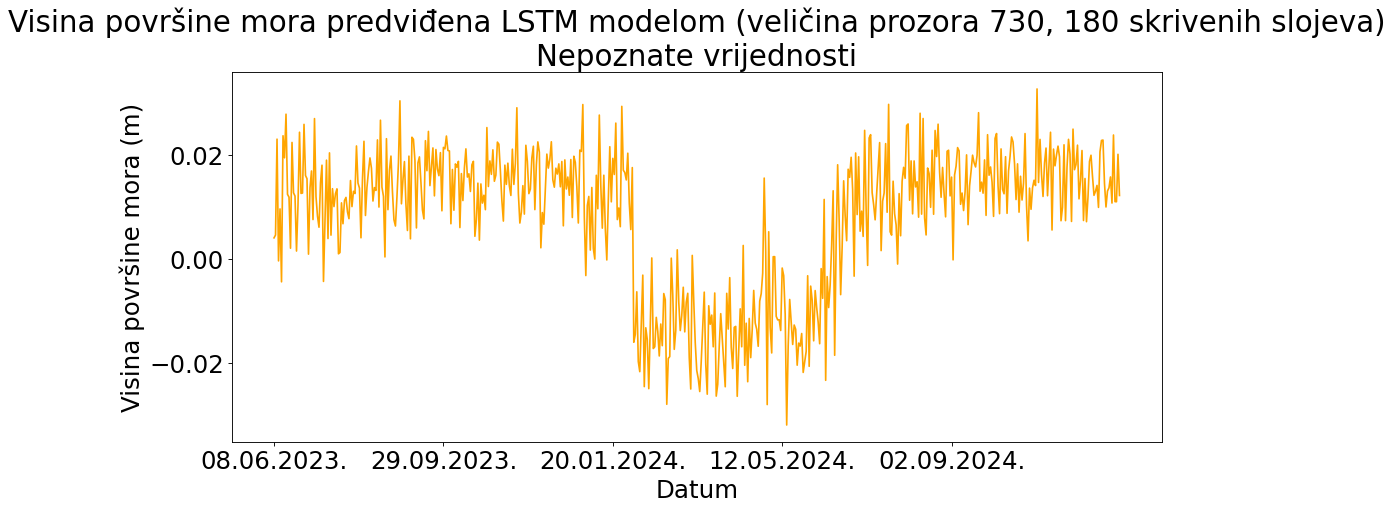 Visina površine mora predviđena LSTM modelom (veličina prozora 730, 180 skrivenih slojeva)
Nepoznate vrijednosti
Visina površine mora (m)
0.02
0.00
−0.02
08.06.2023. 29.09.2023. 20.01.2024. 12.05.2024. 02.09.2024.
Datum